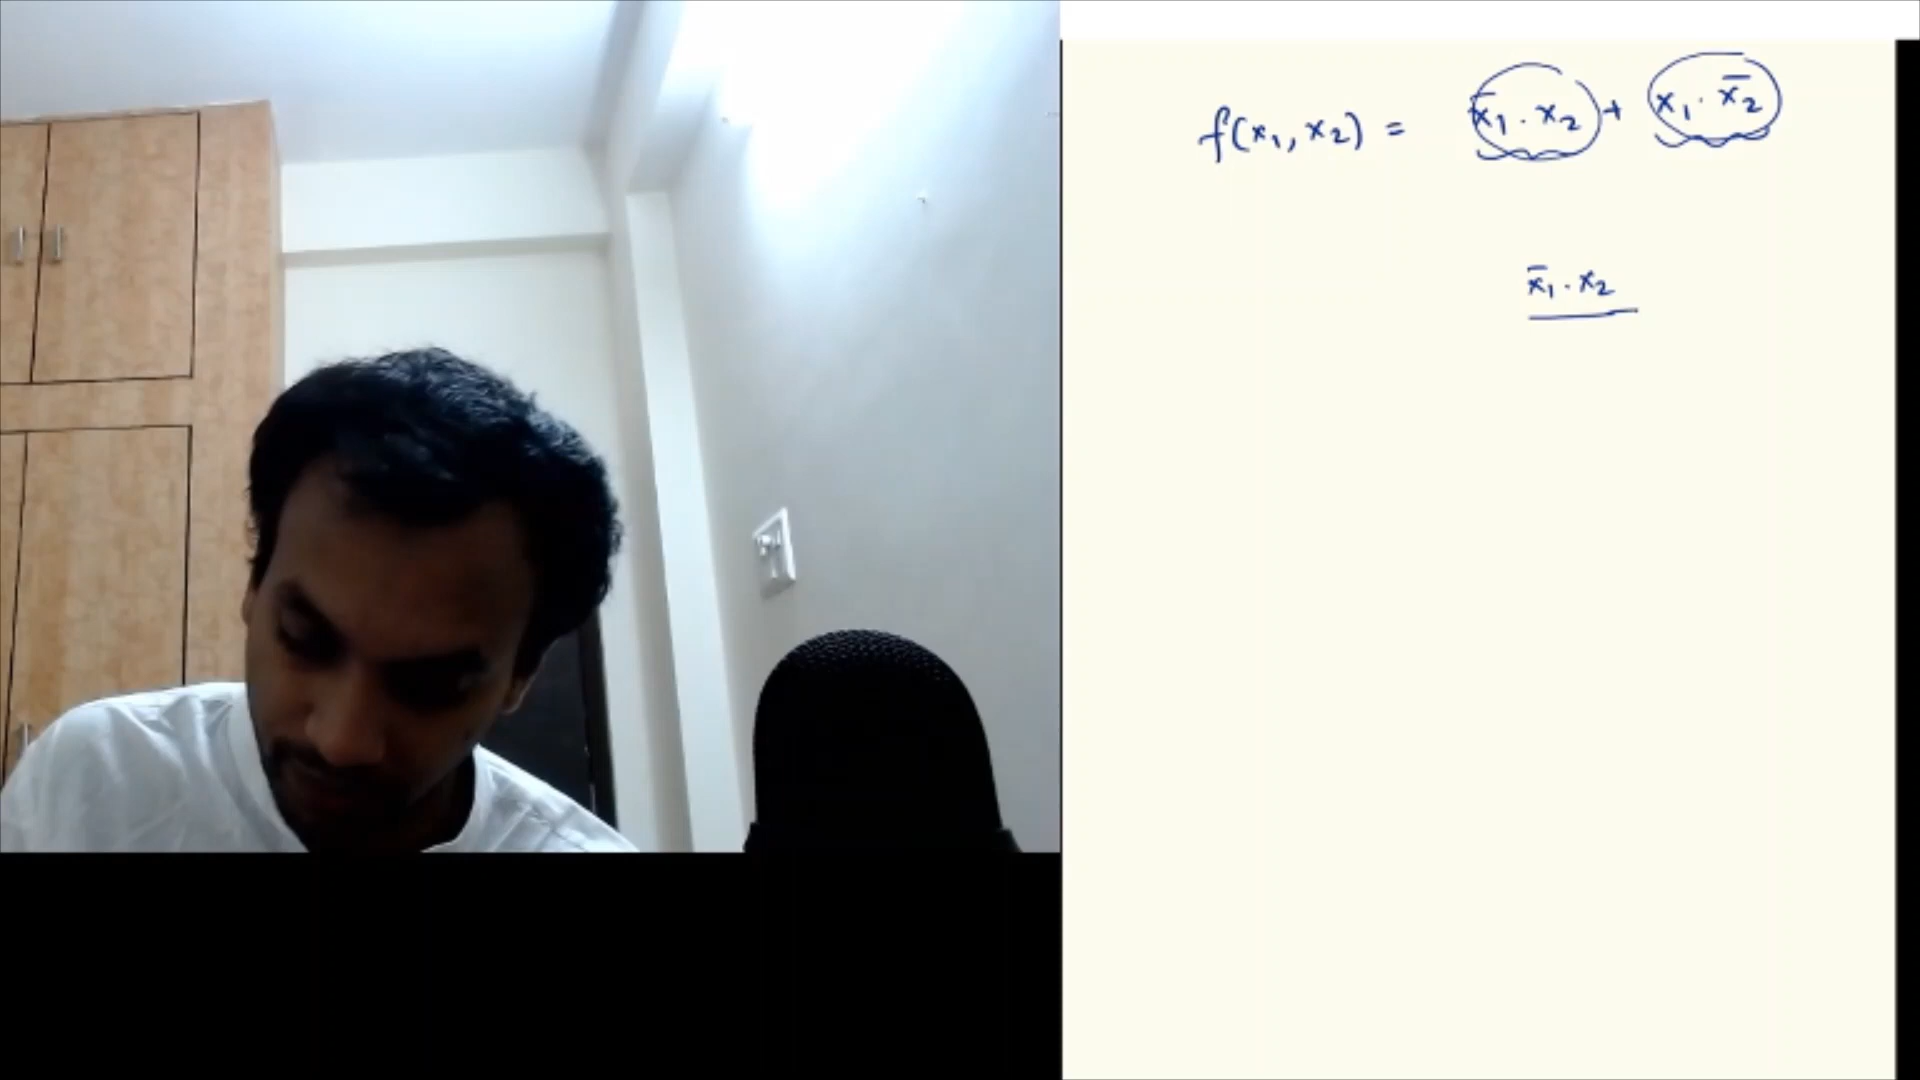 f(x₁, x₂) = x̄₁ . x₂ + x₁ . x̄₂
x̄₁ . x₂